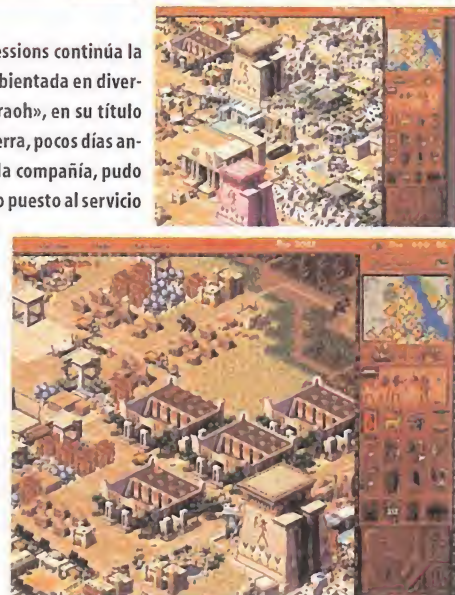 essions continúa la
bientada en diver-
raoh», en su título
erra, pocos días an-
la compañía, pudo
o puesto al servicio